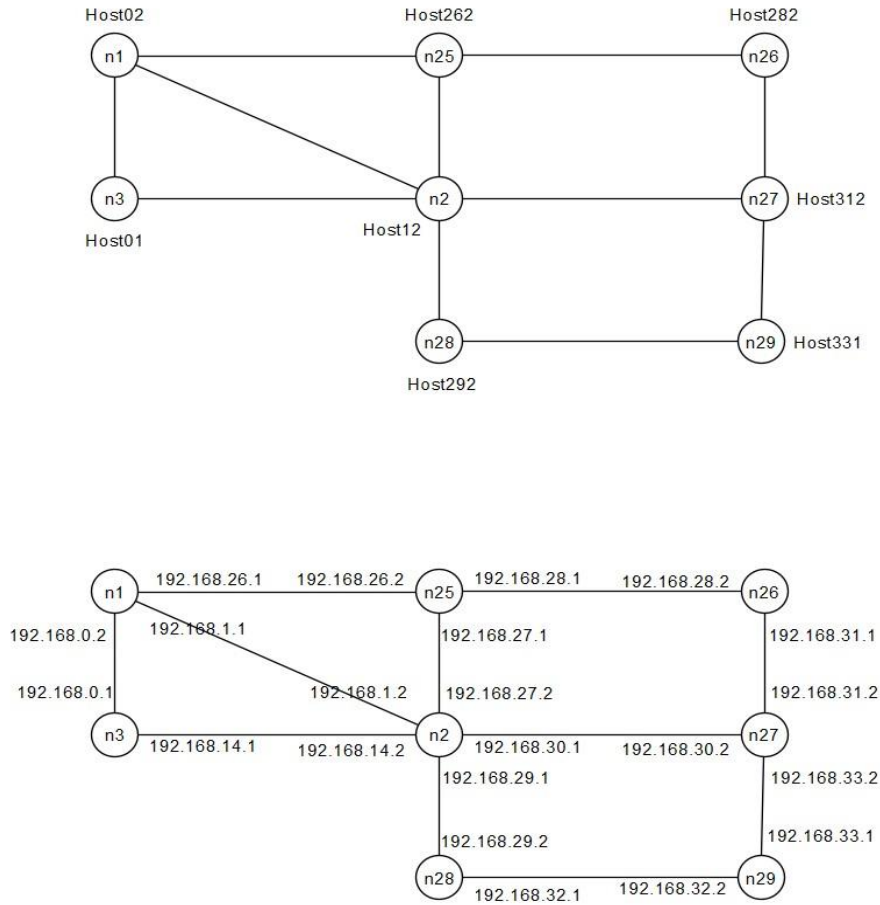 Host02 Host262 Host282
n1 n25 n26
n3 n2 n27 Host312
Host01 Host12
n28 n29 Host331
Host292
n1 192.168.26.1 192.168.26.2 n25 192.168.28.1 192.168.28.2 n26
192.168.0.2 192.168.1.1 192.168.27.1 192.168.31.1
192.168.0.1 192.168.1.2 192.168.27.2 192.168.31.2
n3 192.168.14.1 192.168.14.2 n2 192.168.30.1 192.168.30.2 n27
192.168.29.1 192.168.33.2
192.168.29.2 192.168.33.1
n28 192.168.32.1 192.168.32.2 n29